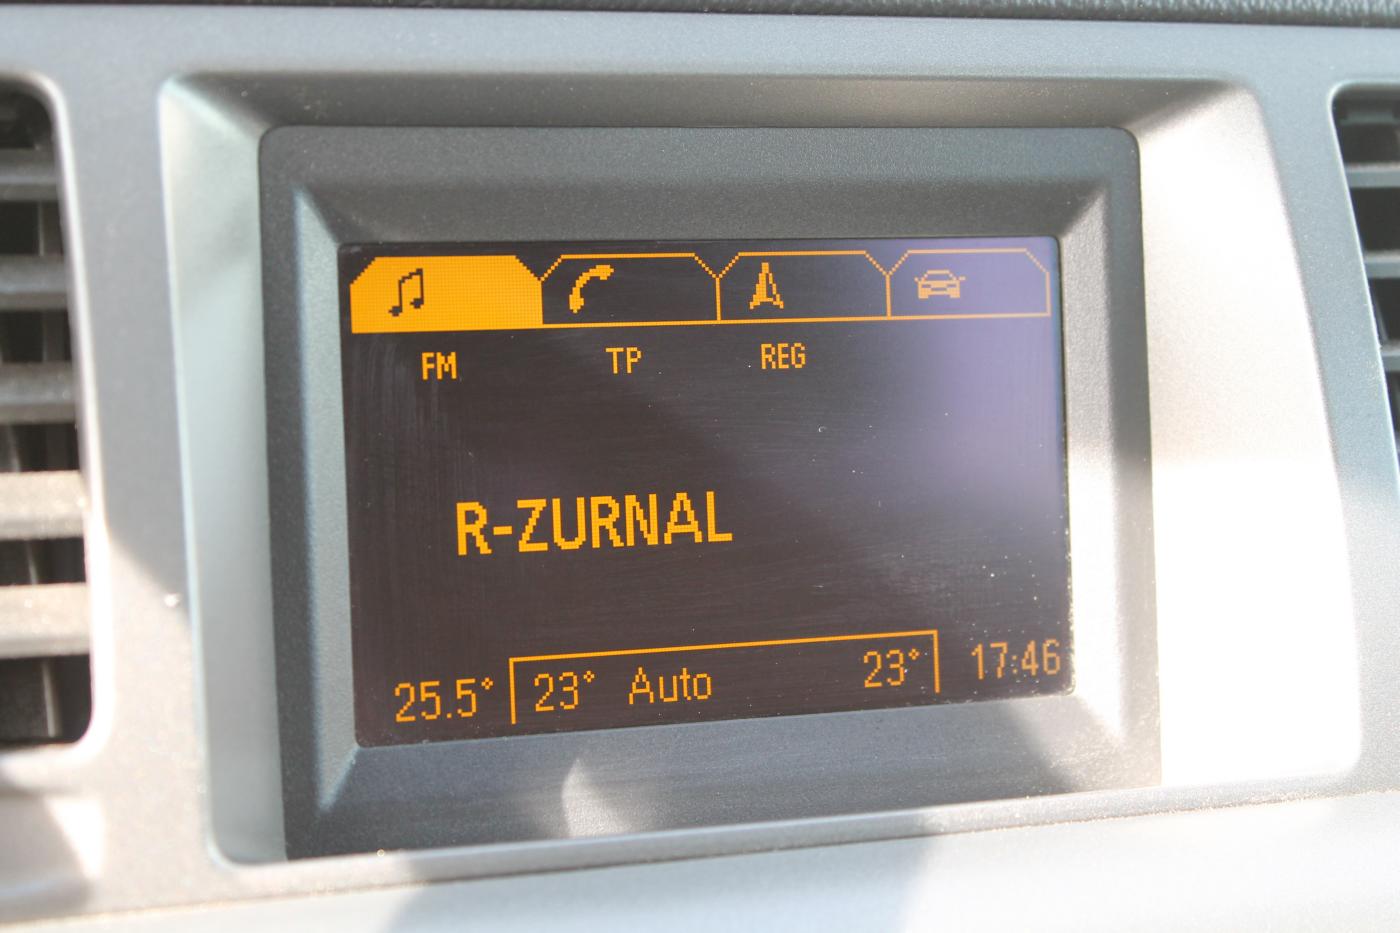 FM TP REG
R-ZURNAL
25.5° 23° Auto 23° 17:46